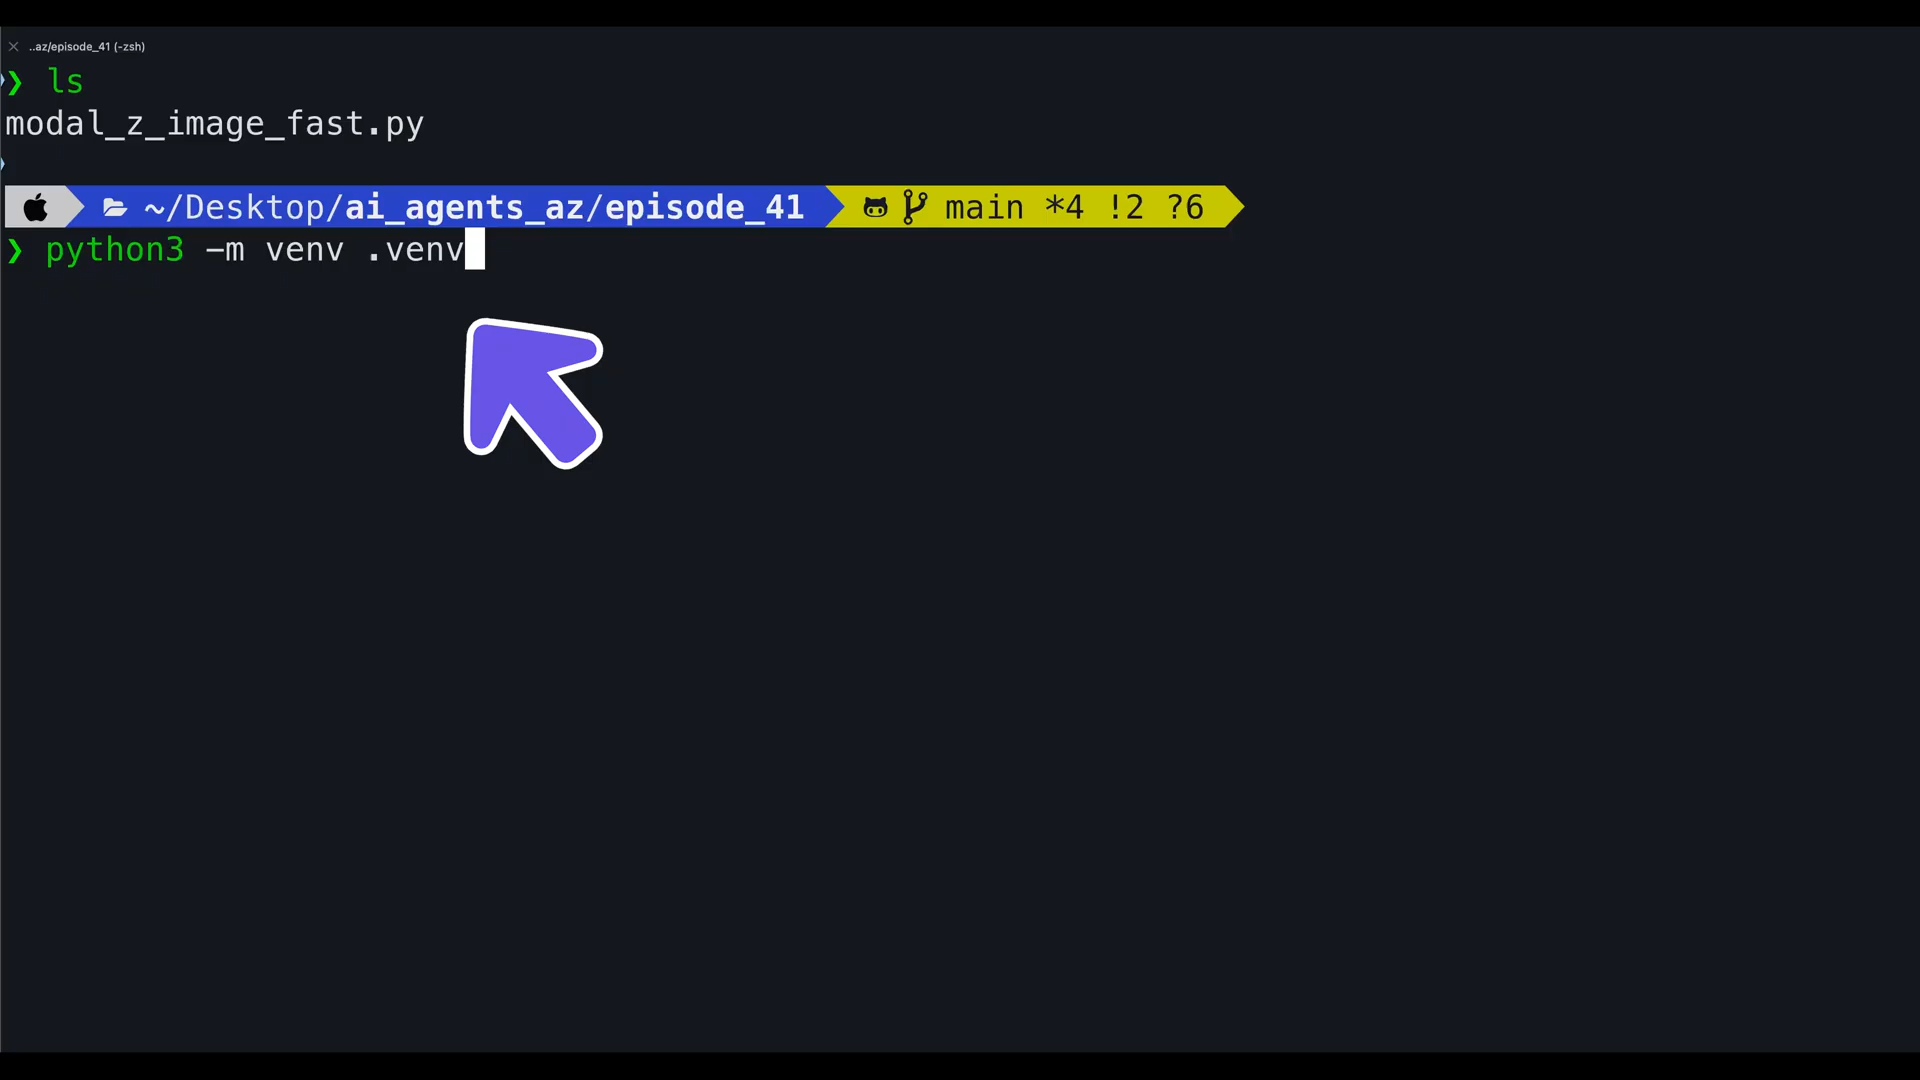 ..az/episode_41 (-zsh)
❯ ls
modal_z_image_fast.py
~/Desktop/ai_agents_az/episode_41 main *4 !2 ?6
❯ python3 -m venv .venv